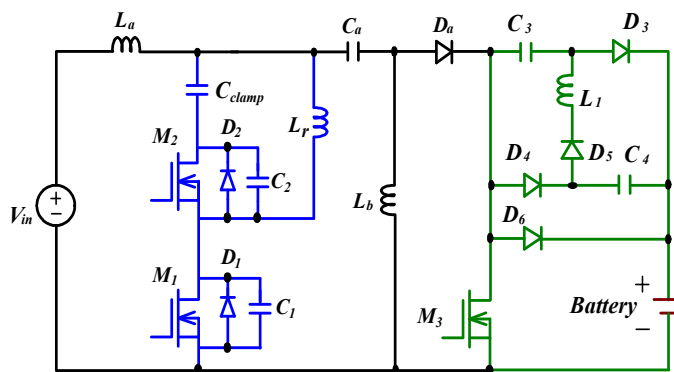 La
Ca
Da
C3
D3
Cclamp
Lr
L1
M2
D2
C2
D4
D5
C4
Vin
Lb
D6
M1
D1
C1
M3
Battery
+
−
+
−